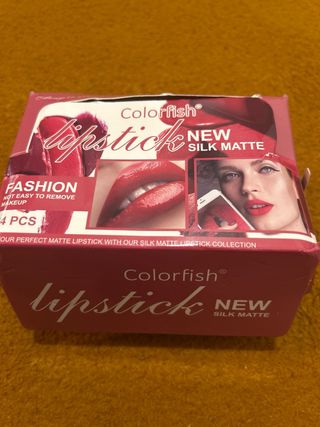 Colorfish®
lipstick NEW
SILK MATTE
FASHION
NOT EASY TO REMOVE
MAKEUP
4 PCS
OUR PERFECT MATTE LIPSTICK WITH OUR SILK MATTE LIPSTICK COLLECTION
Colorfish®
lipstick NEW
SILK MATTE